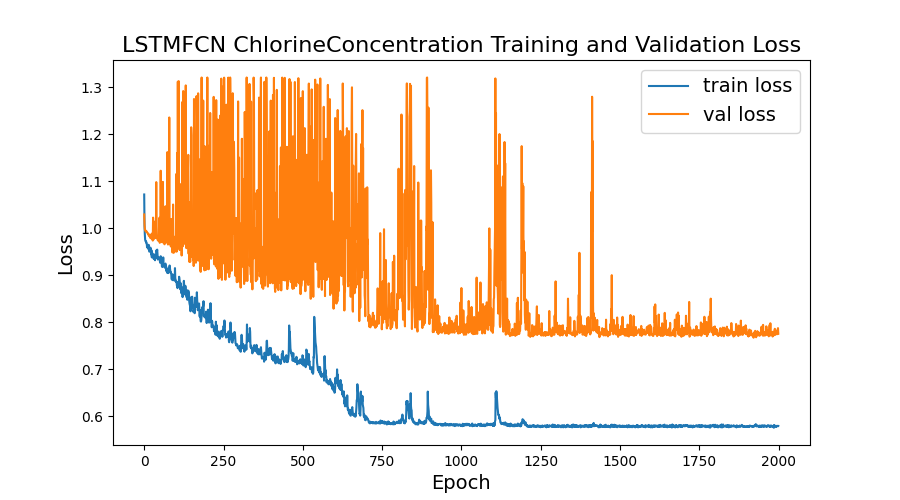 LSTMFCN ChlorineConcentration Training and Validation Loss
train loss
val loss
1.3
1.2
1.1
1.0
0.9
0.8
0.7
0.6
Loss
0 250 500 750 1000 1250 1500 1750 2000
Epoch